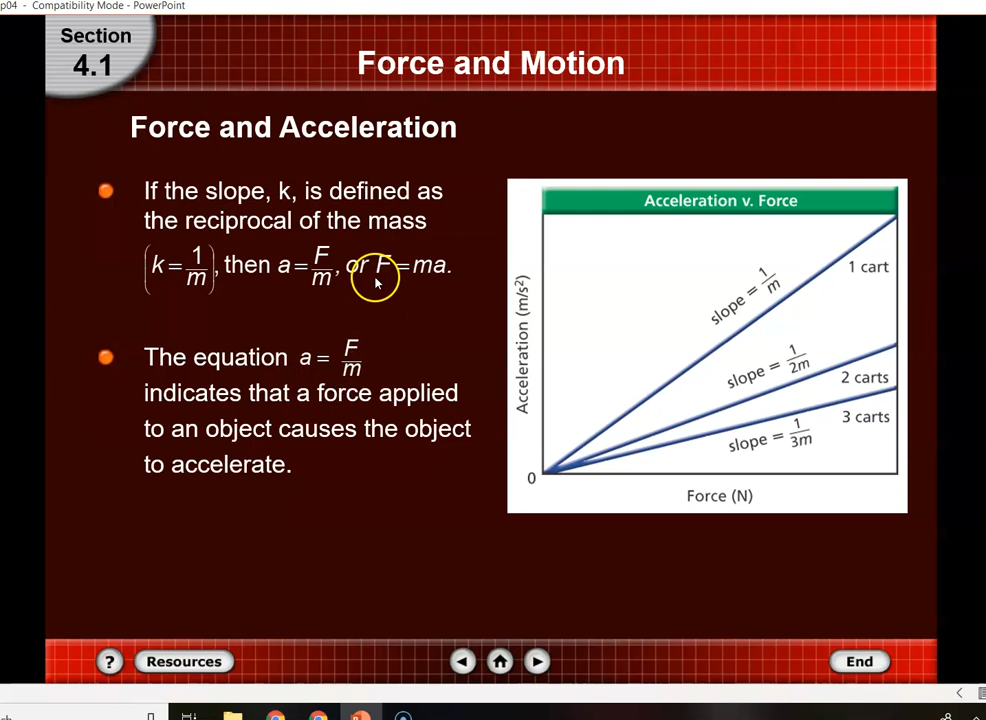 p04 - Compatibility Mode - PowerPoint
Section
4.1
Force and Motion
Force and Acceleration
If the slope, k, is defined as
the reciprocal of the mass
(k = 1/m), then a = F/m, or F = ma.
The equation a = F/m
indicates that a force applied
to an object causes the object
to accelerate.
Acceleration v. Force
Acceleration (m/s²)
slope = 1/m
1 cart
slope = 1/2m
2 carts
slope = 1/3m
3 carts
0
Force (N)
?
Resources
End